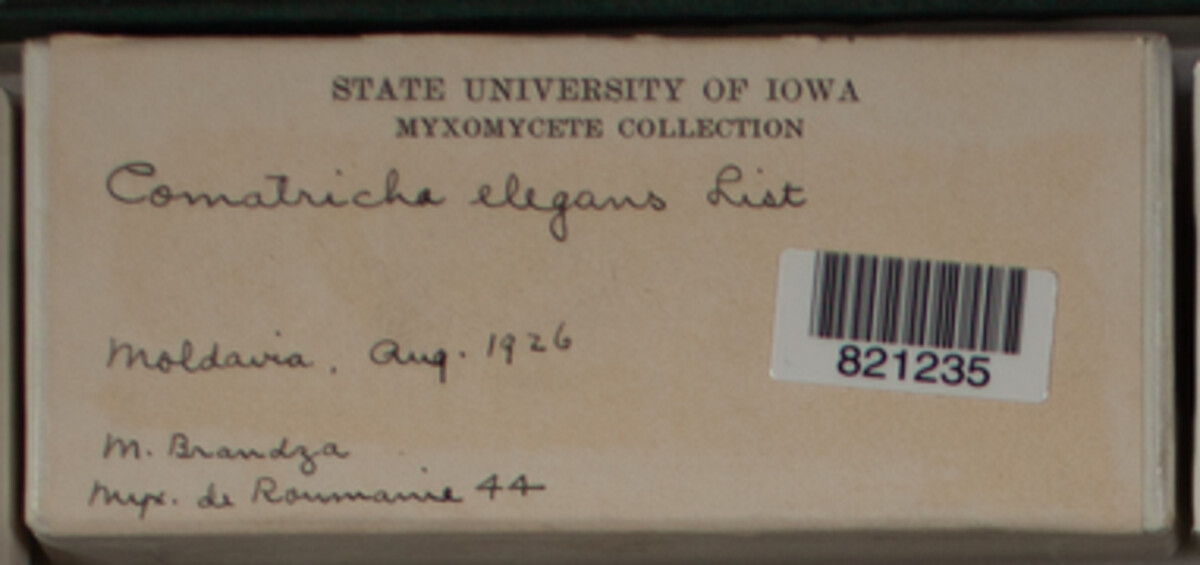 STATE UNIVERSITY OF IOWA
MYXOMYCETE COLLECTION
Comatricha elegans List
Moldavia, Aug. 1926
821235
M. Brandza
Myx. de Roumanie 44